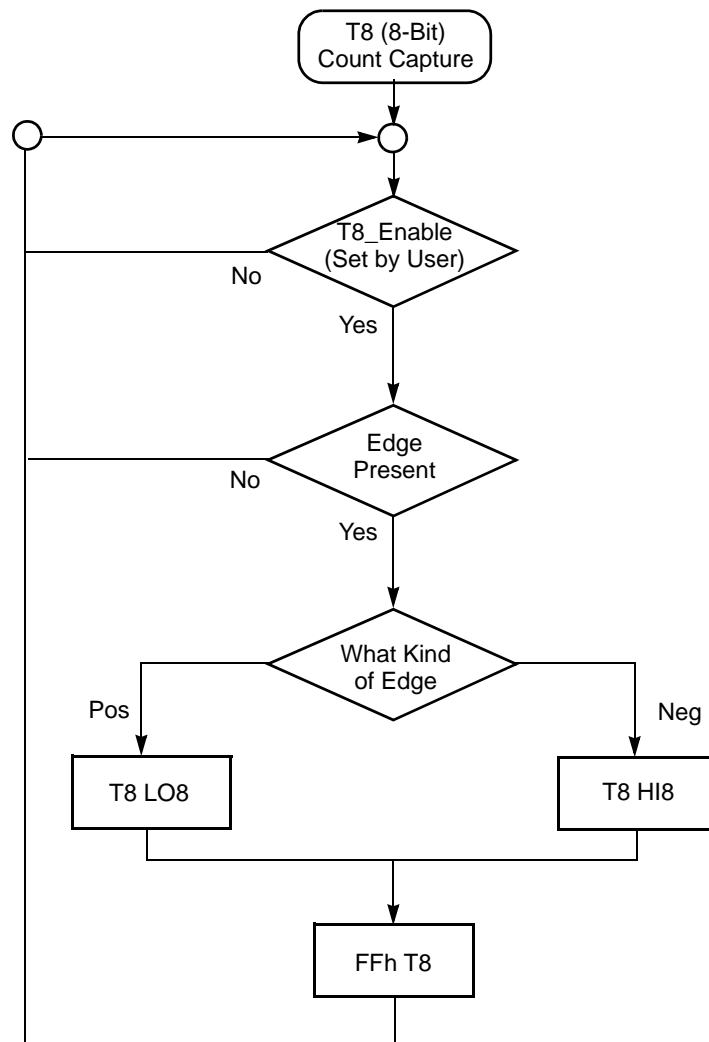 T8 (8-Bit)
Count Capture
T8_Enable
(Set by User)
No
Yes
Edge
Present
No
Yes
What Kind
of Edge
Pos
Neg
T8 LO8
T8 HI8
FFh T8